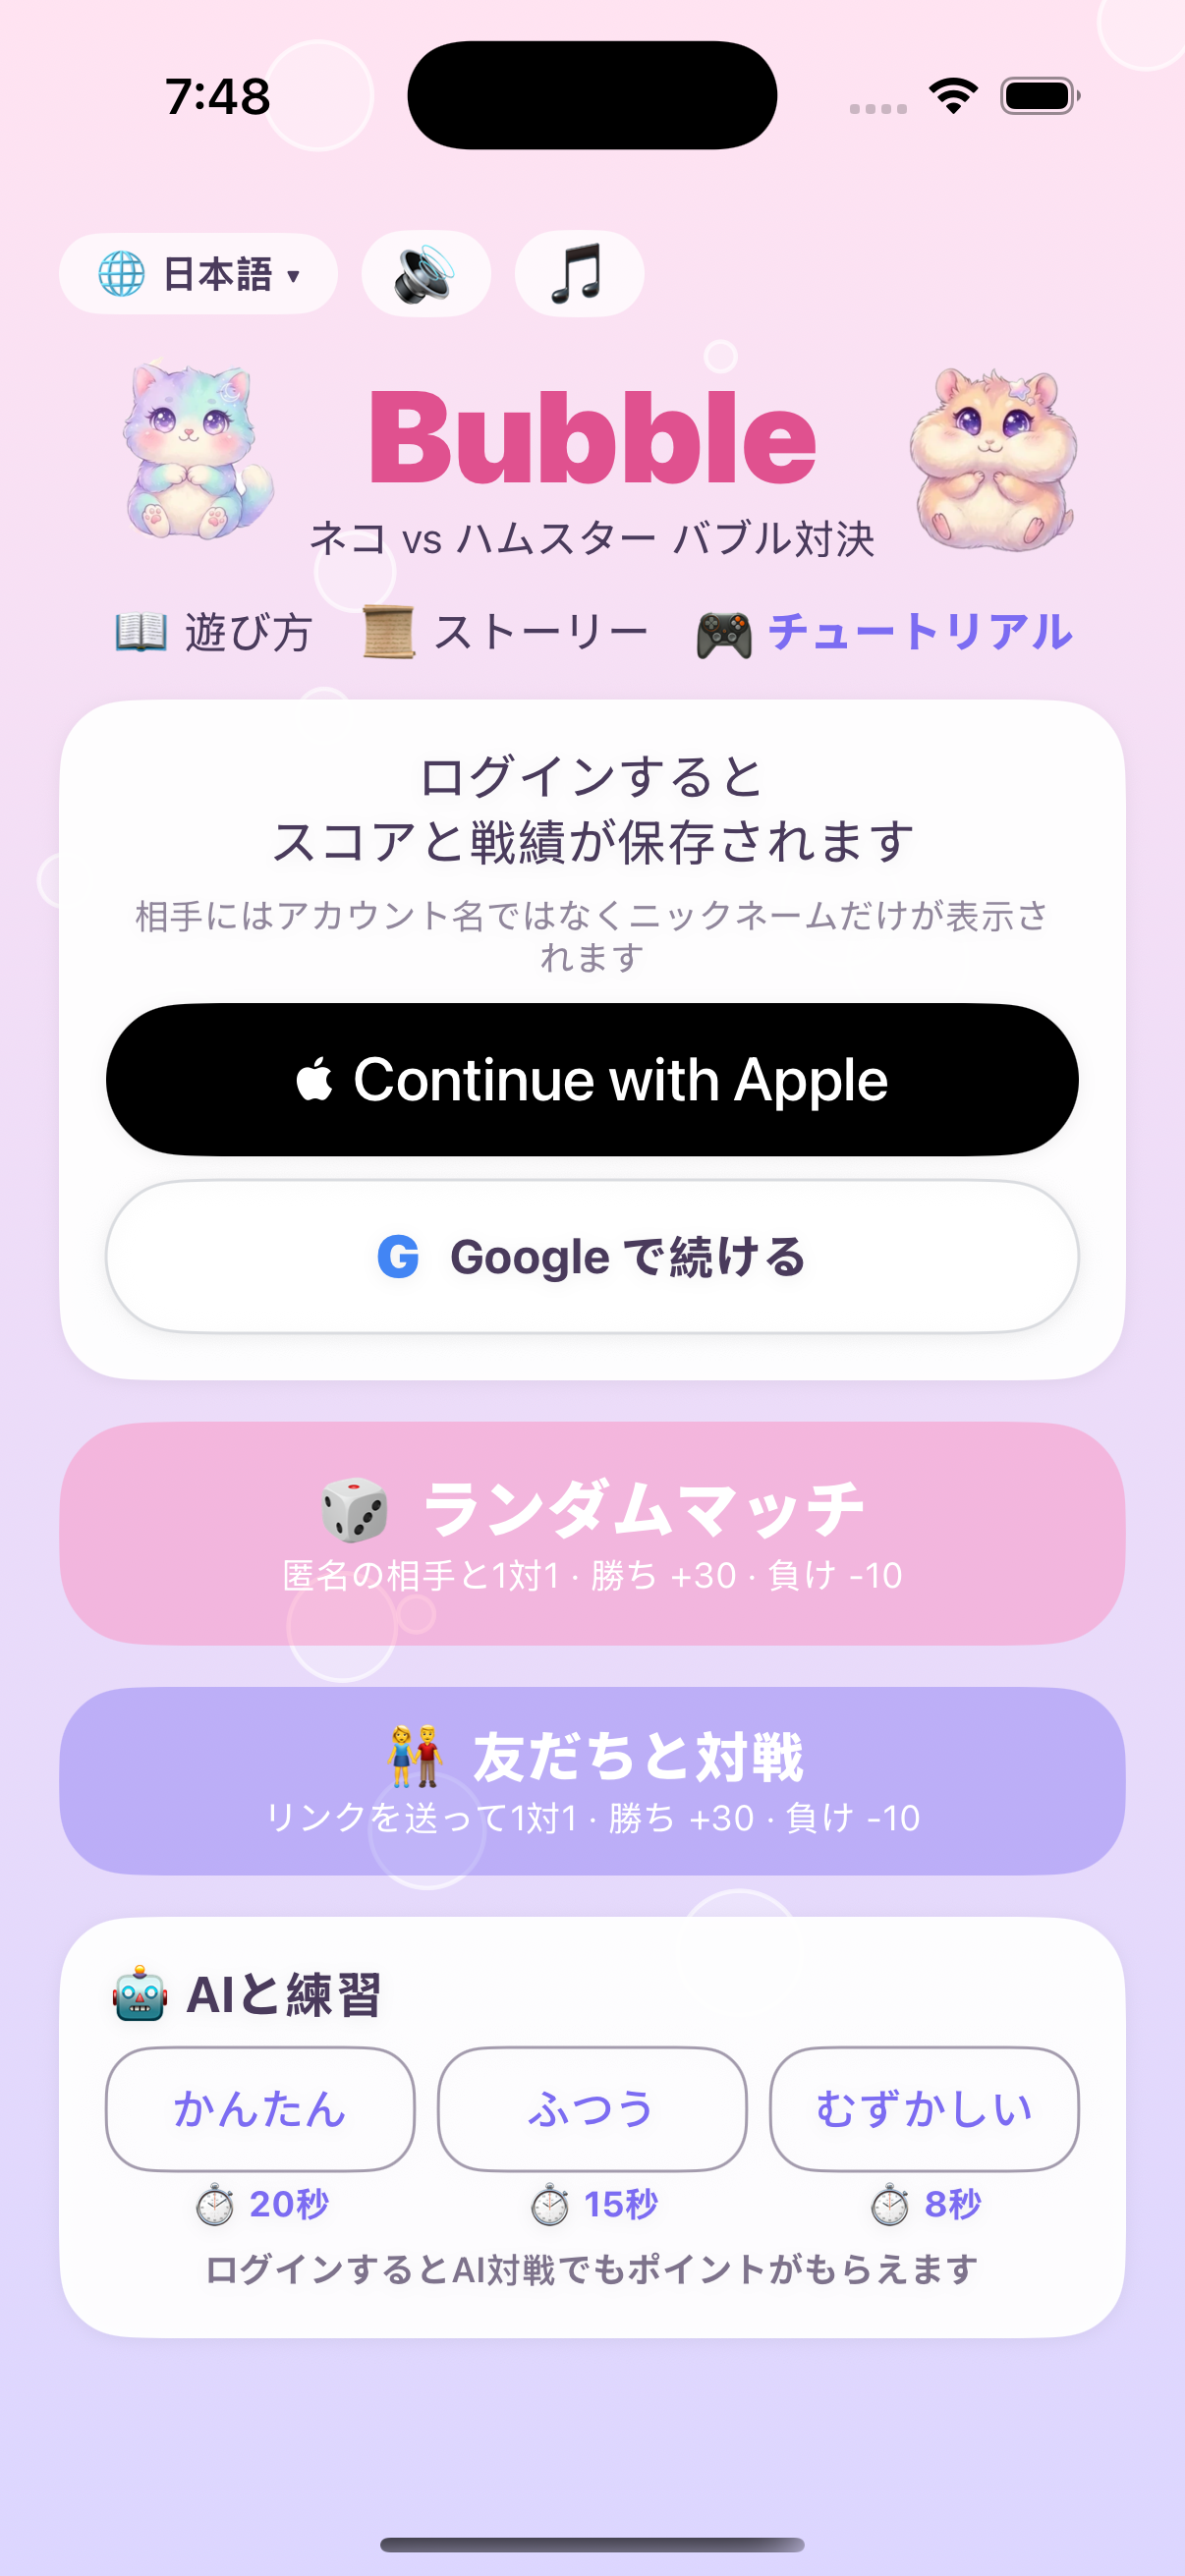 7:48
日本語 ▾
Bubble
ネコ vs ハムスター バブル対決
遊び方 ストーリー チュートリアル
ログインすると
スコアと戦績が保存されます
相手にはアカウント名ではなくニックネームだけが表示さ
れます
Continue with Apple
G Google で続ける
ランダムマッチ
匿名の相手と1対1 · 勝ち +30 · 負け -10
友だちと対戦
リンクを送って1対1 · 勝ち +30 · 負け -10
AIと練習
かんたん ふつう むずかしい
20秒 15秒 8秒
ログインするとAI対戦でもポイントがもらえます